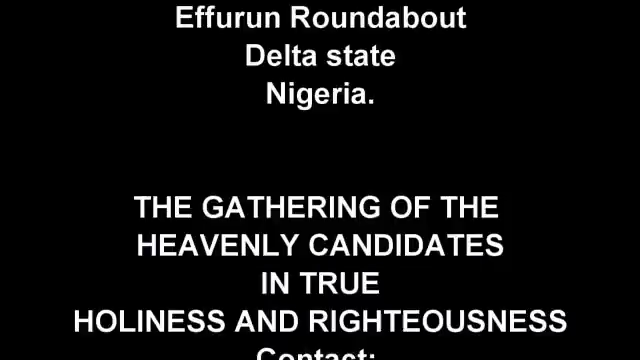 Effurun Roundabout
Delta state
Nigeria.
THE GATHERING OF THE
HEAVENLY CANDIDATES
IN TRUE
HOLINESS AND RIGHTEOUSNESS
Contact: